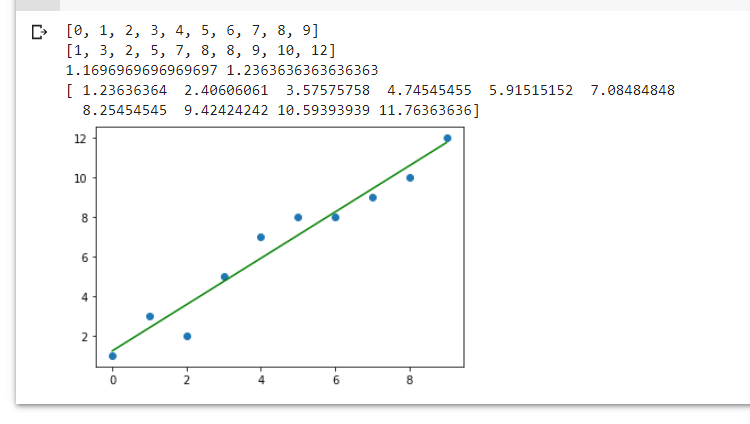 [0, 1, 2, 3, 4, 5, 6, 7, 8, 9]
[1, 3, 2, 5, 7, 8, 8, 9, 10, 12]
1.1696969696969697 1.2363636363636363
[ 1.23636364  2.40606061  3.57575758  4.74545455  5.91515152  7.08484848
  8.25454545  9.42424242 10.59393939 11.76363636]
12
10
8
6
4
2
0 2 4 6 8